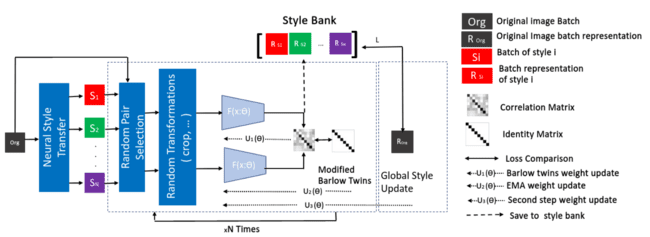 Style Bank
R S1
R S2
...
R
L
Org
Neural Style
Transfer
S1
S2
SN
Random Pair
Selection
Random Transformations
( crop, ... )
F(x:Θ)
U1(Θ)
F(x:Θ)
Modified
Barlow Twins
U2(Θ)
U3(Θ)
Global Style
Update
xN Times
Org
Original image Batch
R Org
Original Image batch representation
SI
Batch of style i
R Si
Batch representation
of style i
Correlation Matrix
Identity Matrix
Loss Comparison
U1(Θ)
Barlow twins weight update
U2(Θ)
EMA weight update
U3(Θ)
Second step weight update
Save to style bank